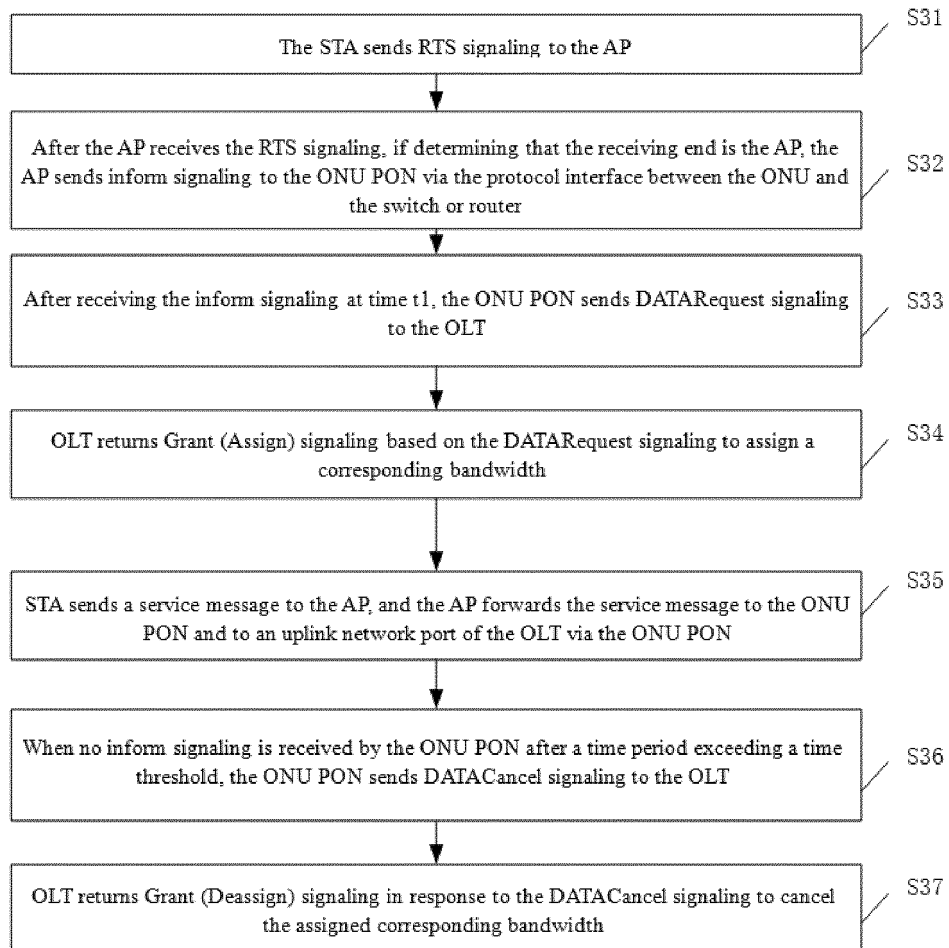 S31
The STA sends RTS signaling to the AP
After the AP receives the RTS signaling, if determining that the receiving end is the AP, the
AP sends inform signaling to the ONU PON via the protocol interface between the ONU and
the switch or router
S32
After receiving the inform signaling at time t1, the ONU PON sends DATARequest signaling
to the OLT
S33
OLT returns Grant (Assign) signaling based on the DATARequest signaling to assign a
corresponding bandwidth
S34
STA sends a service message to the AP, and the AP forwards the service message to the ONU
PON and to an uplink network port of the OLT via the ONU PON
S35
When no inform signaling is received by the ONU PON after a time period exceeding a time
threshold, the ONU PON sends DATACancel signaling to the OLT
S36
OLT returns Grant (Deassign) signaling in response to the DATACancel signaling to cancel
the assigned corresponding bandwidth
S37